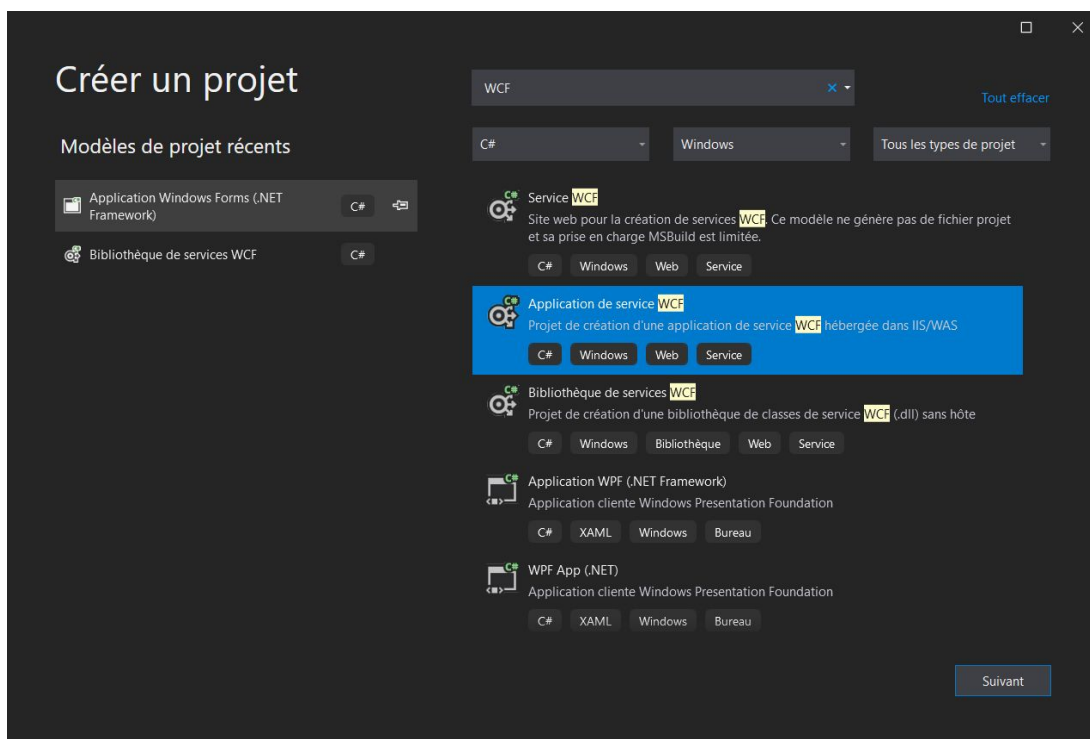 Créer un projet
WCF
Tout effacer
C#
Windows
Tous les types de projet
Modèles de projet récents
Application Windows Forms (.NET
Framework)
C#
Bibliothèque de services WCF
C#
Service WCF
Site web pour la création de services WCF. Ce modèle ne génère pas de fichier projet
et sa prise en charge MSBuild est limitée.
C# Windows Web Service
Application de service WCF
Projet de création d'une application de service WCF hébergée dans IIS/WAS
C# Windows Web Service
Bibliothèque de services WCF
Projet de création d'une bibliothèque de classes de service WCF (.dll) sans hôte
C# Windows Bibliothèque Web Service
Application WPF (.NET Framework)
Application cliente Windows Presentation Foundation
C# XAML Windows Bureau
WPF App (.NET)
Application cliente Windows Presentation Foundation
C# XAML Windows Bureau
Suivant